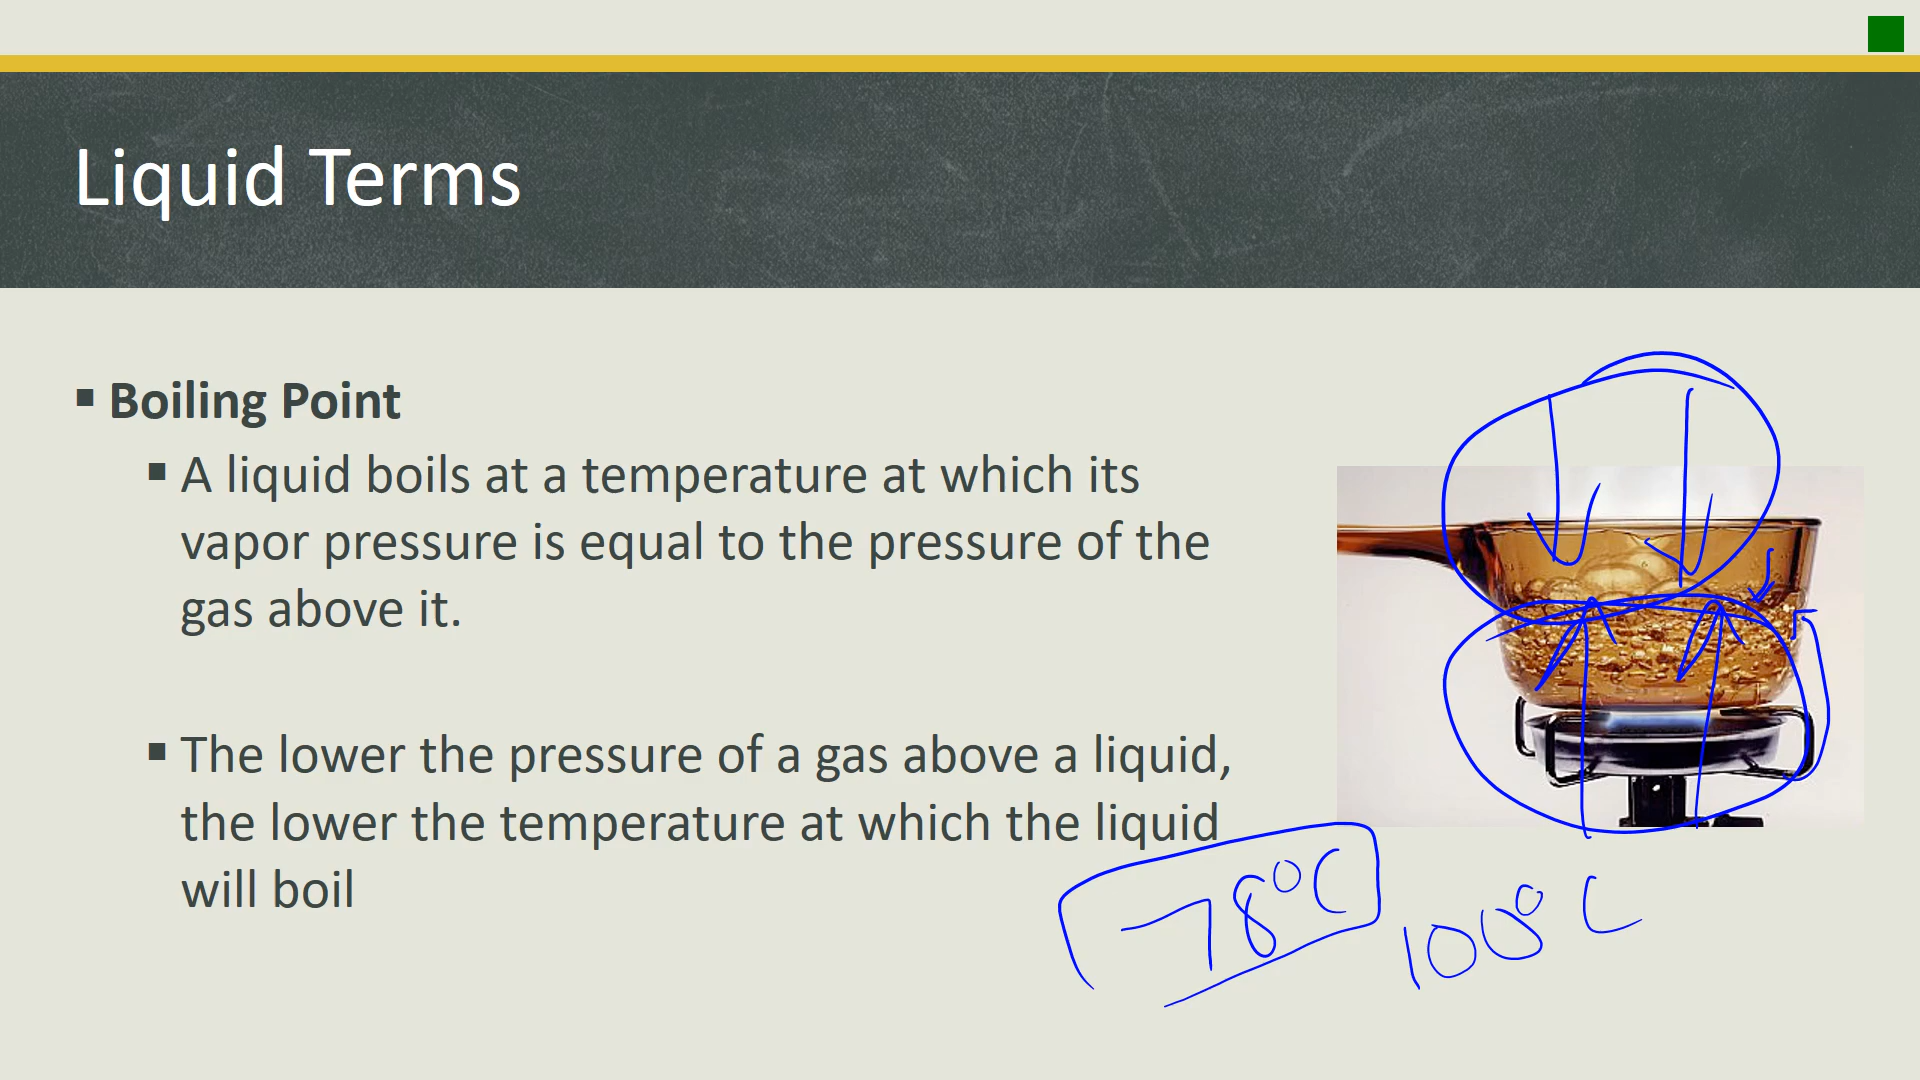 Liquid Terms
▪ Boiling Point
▪ A liquid boils at a temperature at which its
vapor pressure is equal to the pressure of the
gas above it.
▪ The lower the pressure of a gas above a liquid,
the lower the temperature at which the liquid
will boil
78°C
100°C